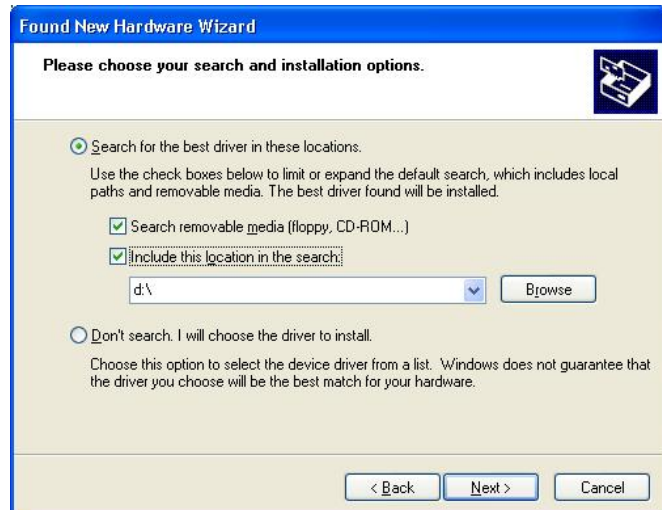 Found New Hardware Wizard
Please choose your search and installation options.
Search for the best driver in these locations.
Use the check boxes below to limit or expand the default search, which includes local
paths and removable media. The best driver found will be installed.
Search removable media (floppy, CD-ROM...)
Include this location in the search:
d:\
Browse
Don't search. I will choose the driver to install.
Choose this option to select the device driver from a list. Windows does not guarantee that
the driver you choose will be the best match for your hardware.
< Back
Next >
Cancel